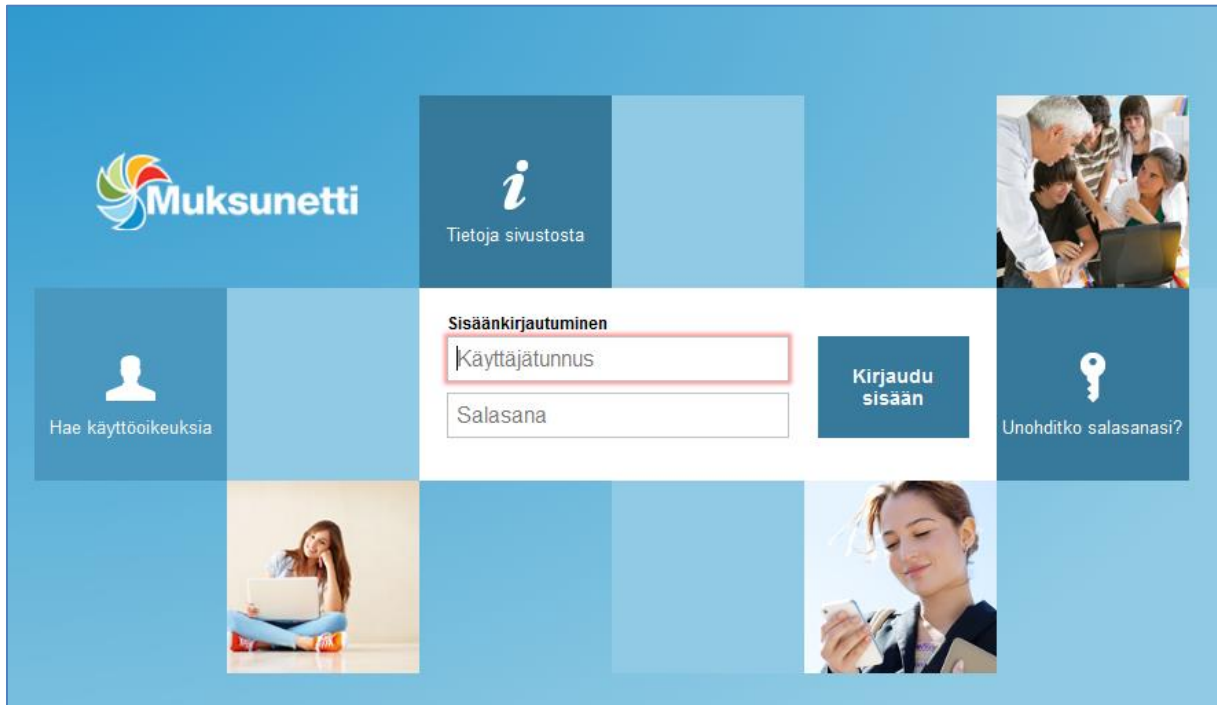 Muksunetti
i
Tietoja sivustosta
Sisäänkirjautuminen
Käyttäjätunnus
Salasana
Kirjaudu
sisään
Hae käyttöoikeuksia
Unohditko salasanasi?